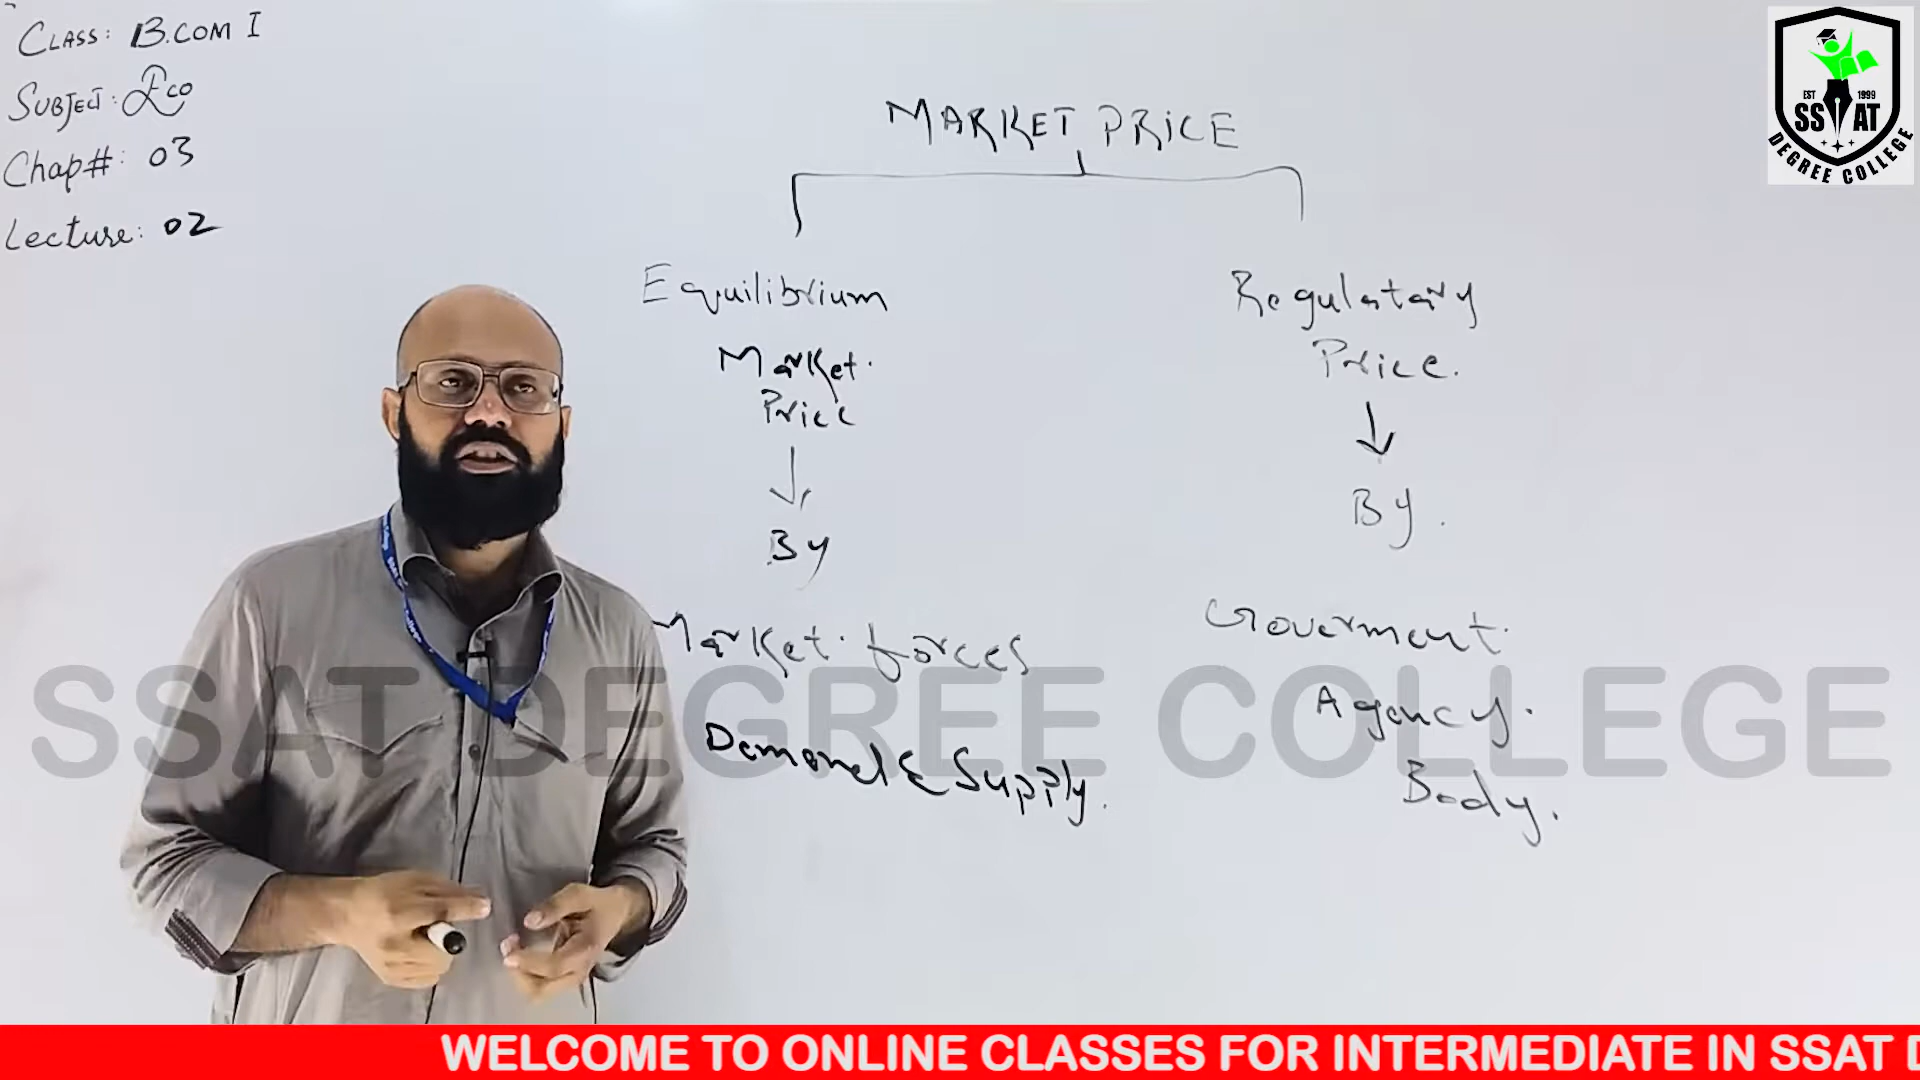 CLASS: B.COM I
SUBJECT: Eco
Chap#: 03
Lecture: 02
MARKET PRICE
Equilibrium
Market.
Price
By
Market forces
Demand & Supply.
Regulatary
Price.
By.
Goverment.
Agency.
Body.
EST 1999
SSAT
DEGREE COLLEGE
SSAT DEGREE COLLEGE
WELCOME TO ONLINE CLASSES FOR INTERMEDIATE IN SSAT D